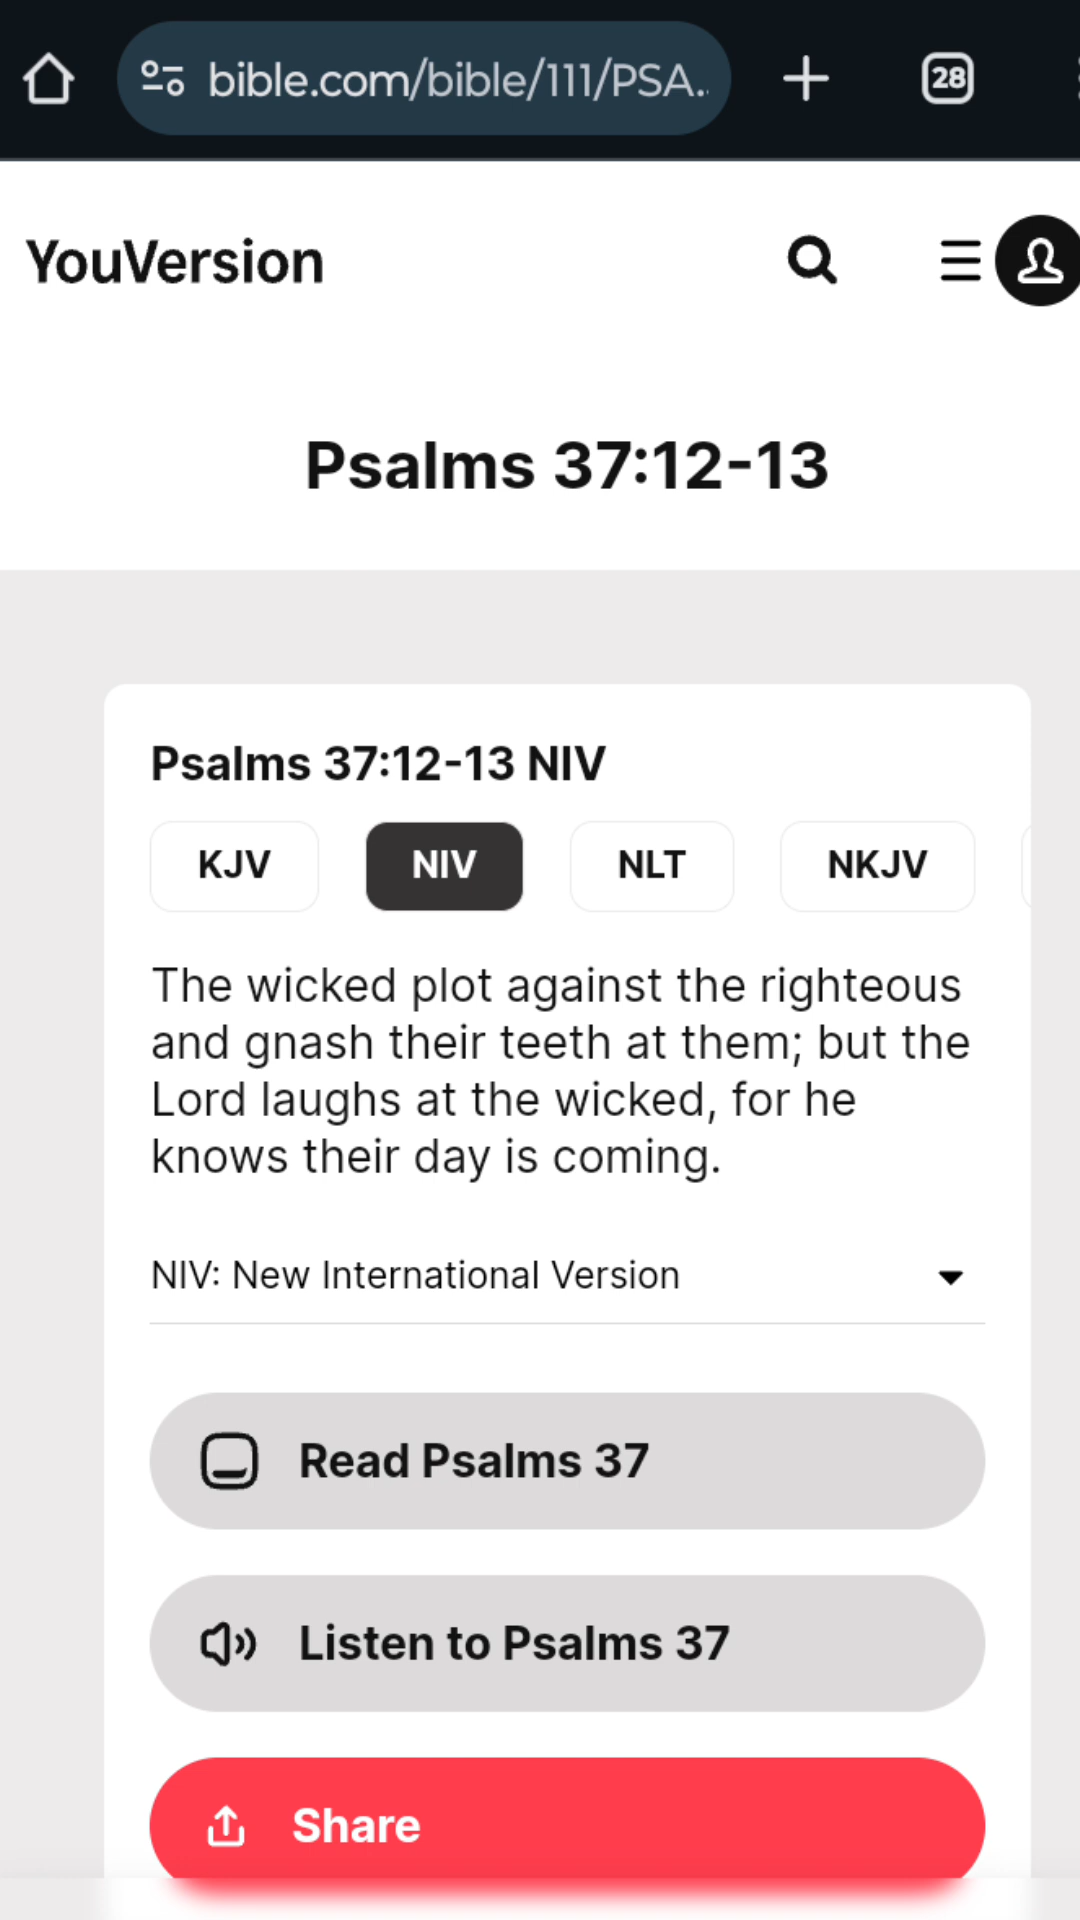 bible.com/bible/111/PSA..
28
YouVersion
Psalms 37:12-13
Psalms 37:12-13 NIV
KJV NIV NLT NKJV
The wicked plot against the righteous
and gnash their teeth at them; but the
Lord laughs at the wicked, for he
knows their day is coming.
NIV: New International Version
Read Psalms 37
Listen to Psalms 37
Share